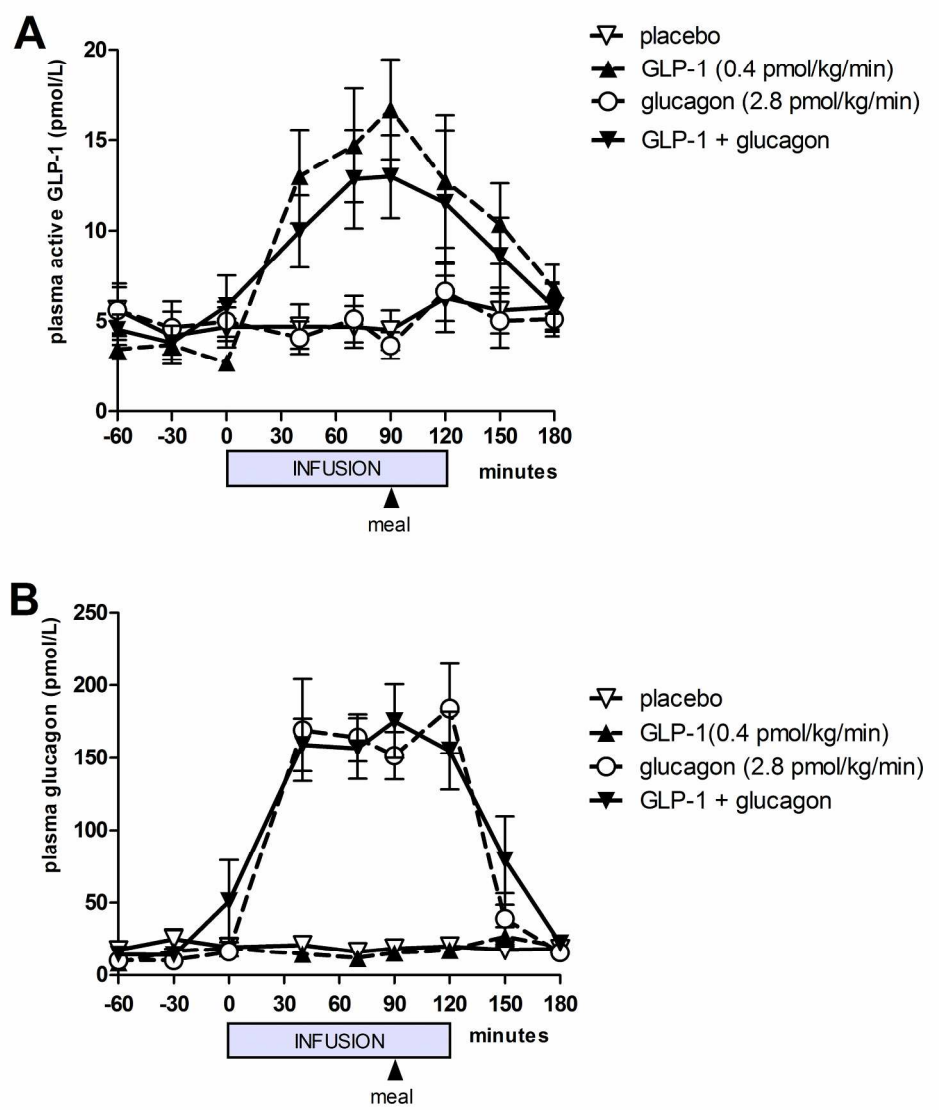 A
plasma active GLP-1 (pmol/L)
20
15
10
5
0
-60 -30 0 30 60 90 120 150 180
INFUSION
minutes
meal
placebo
GLP-1 (0.4 pmol/kg/min)
glucagon (2.8 pmol/kg/min)
GLP-1 + glucagon
B
plasma glucagon (pmol/L)
250
200
150
100
50
0
-60 -30 0 30 60 90 120 150 180
INFUSION
minutes
meal
placebo
GLP-1(0.4 pmol/kg/min)
glucagon (2.8 pmol/kg/min)
GLP-1 + glucagon